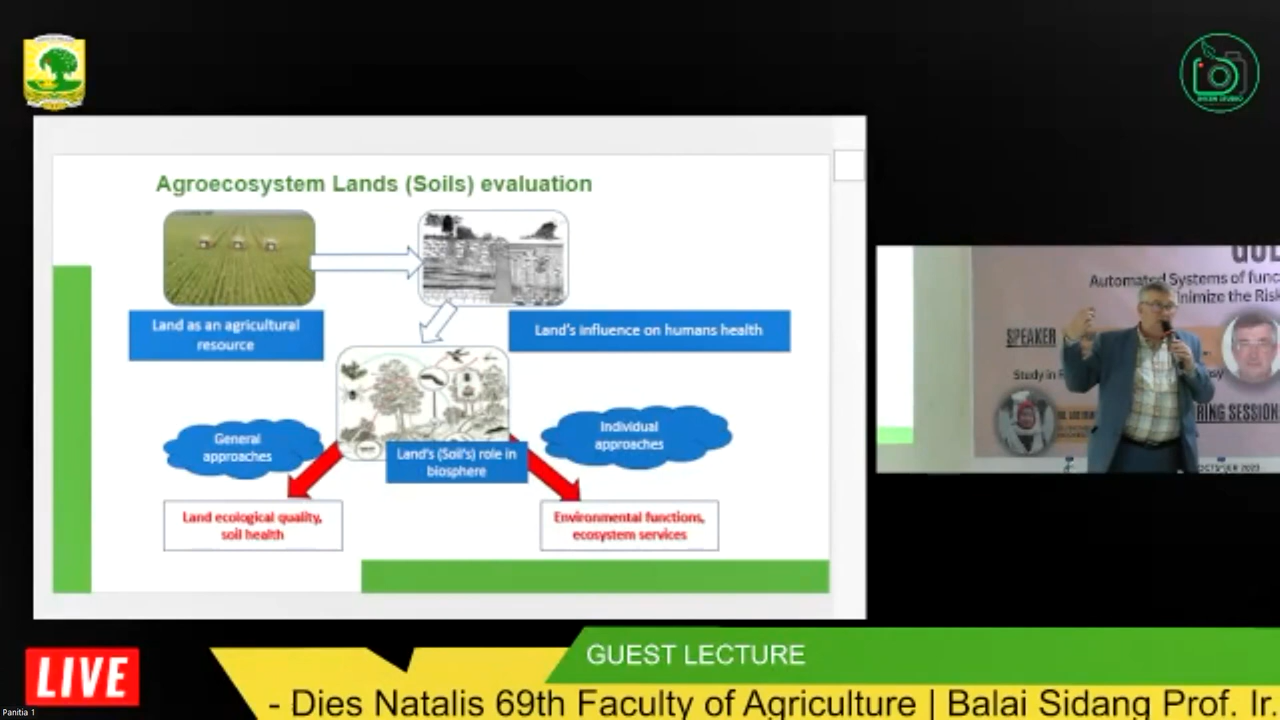 Agroecosystem Lands (Soils) evaluation
Land as an agricultural
resource
Land's influence on humans health
General
approaches
Individual
approaches
Land's (Soil's) role in
biosphere
Land ecological quality,
soil health
Environmental functions,
ecosystem services
Automated Systems of func
inimize the Risk
SPEAKER
Study in
RING SESSION
LIVE
GUEST LECTURE
- Dies Natalis 69th Faculty of Agriculture | Balai Sidang Prof. Ir.
Panitia 1